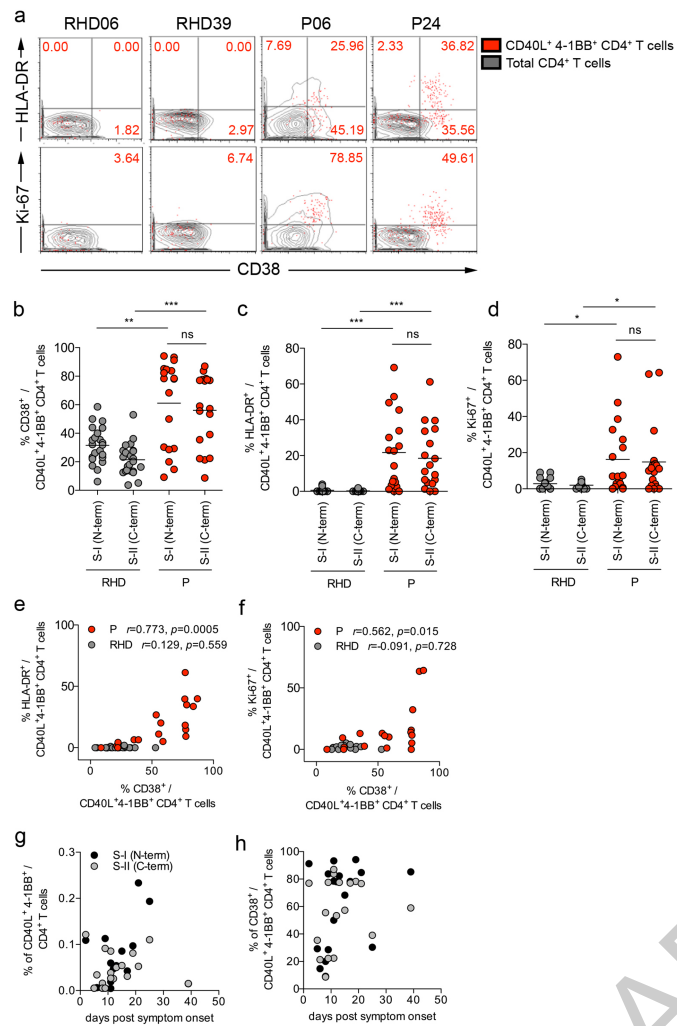 a
RHD06 RHD39 P06 P24
0.00 0.00 0.00 0.00 7.69 25.96 2.33 36.82
CD40L+ 4-1BB+ CD4+ T cells
Total CD4+ T cells
HLA-DR
1.82 2.97 45.19 35.56
3.64 6.74 78.85 49.61
Ki-67
CD38
b
% CD38+ /
CD40L+ 4-1BB+ CD4+ T cells
***
**
ns
100
80
60
40
20
0
S-I (N-term) S-II (C-term) S-I (N-term) S-II (C-term)
RHD P
c
% HLA-DR+ /
CD40L+ 4-1BB+ CD4+ T cells
***
***
ns
80
60
40
20
0
S-I (N-term) S-II (C-term) S-I (N-term) S-II (C-term)
RHD P
d
% Ki-67+ /
CD40L+ 4-1BB+ CD4+ T cells
*
*
ns
80
60
40
20
0
S-I (N-term) S-II (C-term) S-I (N-term) S-II (C-term)
RHD P
e
% HLA-DR+ /
CD40L+4-1BB+ CD4+ T cells
P r=0.773, p=0.0005
RHD r=0.129, p=0.559
100
50
0
0 50 100
% CD38+ /
CD40L+4-1BB+ CD4+ T cells
f
% Ki-67+ /
CD40L+4-1BB+ CD4+ T cells
P r=0.562, p=0.015
RHD r=-0.091, p=0.728
100
50
0
0 50 100
% CD38+ /
CD40L+4-1BB+ CD4+ T cells
g
% of CD40L+ 4-1BB+ /
CD4+ T cells
S-I (N-term)
S-II (C-term)
0.3
0.2
0.1
0.0
0 10 20 30 40 50
days post symptom onset
h
% of CD38+ /
CD40L+ 4-1BB+ CD4+ T cells
100
80
60
40
20
0
0 10 20 30 40 50
days post symptom onset